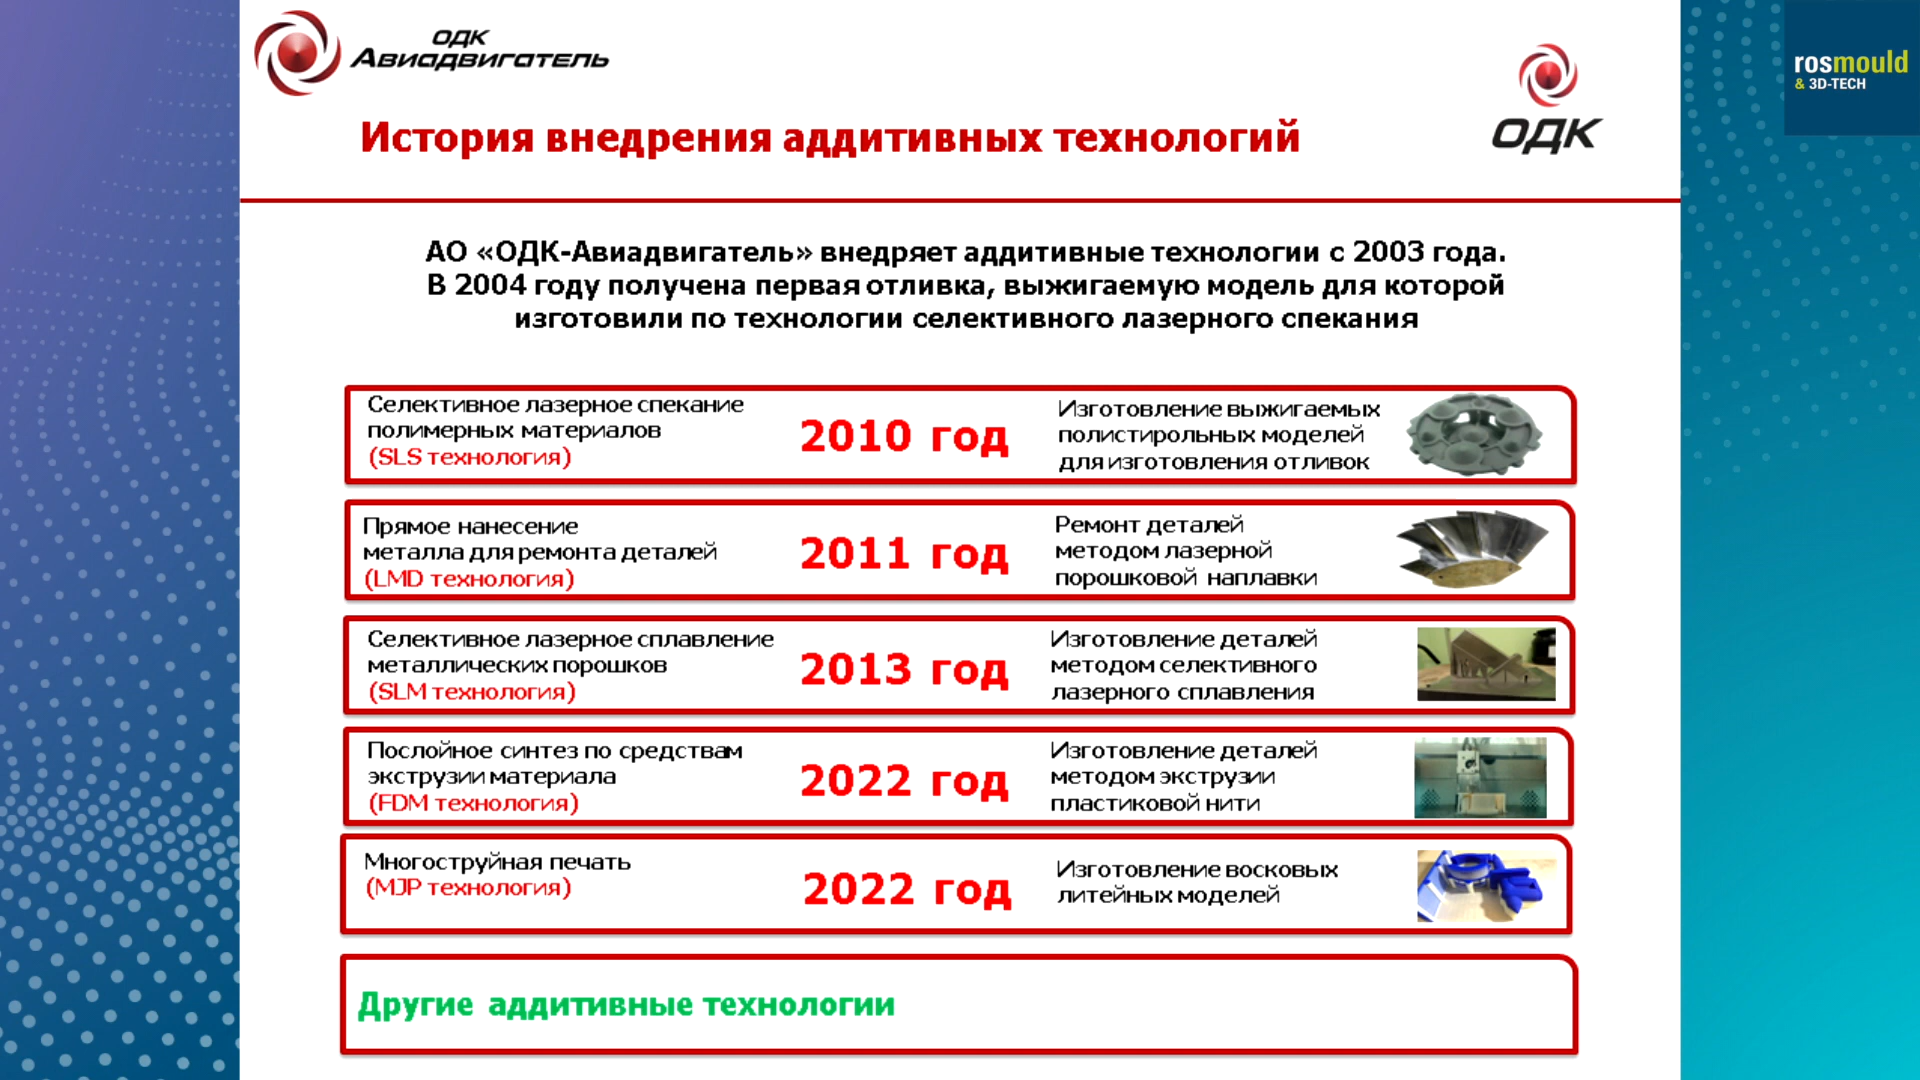 ОДК
Авиадвигатель
rosmould
& 3D-TECH
ОДК
История внедрения аддитивных технологий
АО «ОДК-Авиадвигатель» внедряет аддитивные технологии с 2003 года.
В 2004 году получена первая отливка, выжигаемую модель для которой
изготовили по технологии селективного лазерного спекания
Селективное лазерное спекание
полимерных материалов
(SLS технология)
2010 год
Изготовление выжигаемых
полистирольных моделей
для изготовления отливок
Прямое нанесение
металла для ремонта деталей
(LMD технология)
2011 год
Ремонт деталей
методом лазерной
порошковой наплавки
Селективное лазерное сплавление
металлических порошков
(SLM технология)
2013 год
Изготовление деталей
методом селективного
лазерного сплавления
Послойное синтез по средствам
экструзии материала
(FDM технология)
2022 год
Изготовление деталей
методом экструзии
пластиковой нити
Многоструйная печать
(MJP технология)
2022 год
Изготовление восковых
литейных моделей
Другие аддитивные технологии